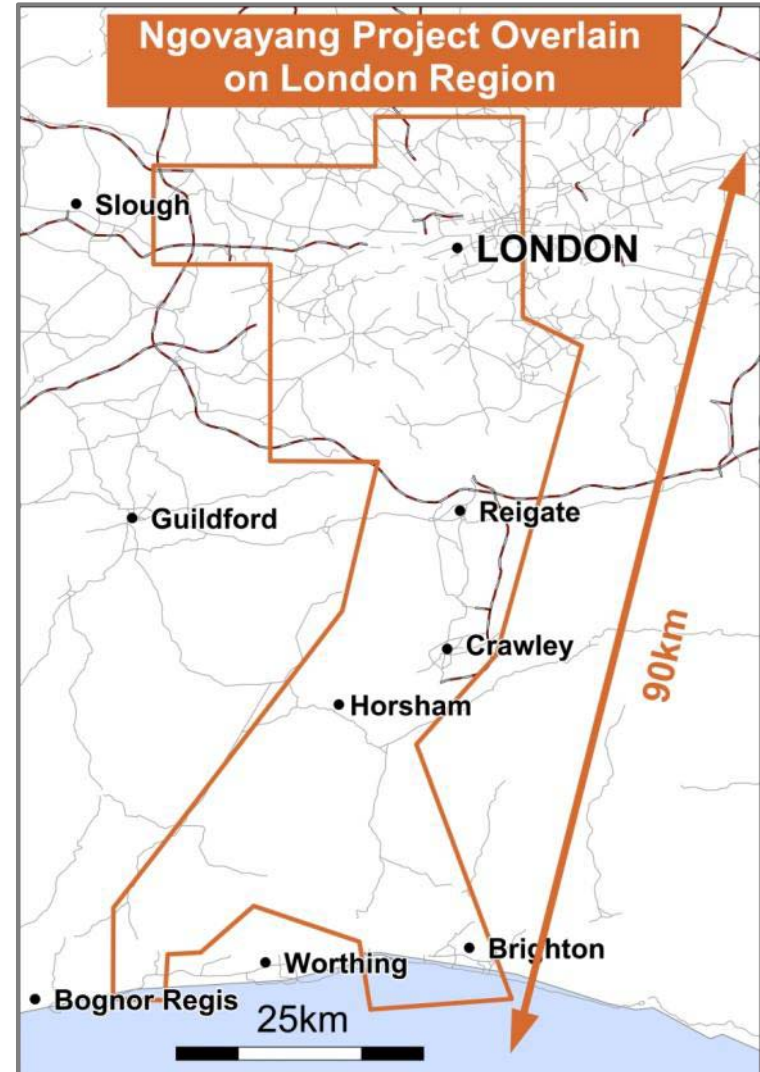 Ngovayang Project Overlain
on London Region
Slough
LONDON
Guildford
Reigate
90km
Crawley
Horsham
Brighton
Worthing
Bognor Regis
25km